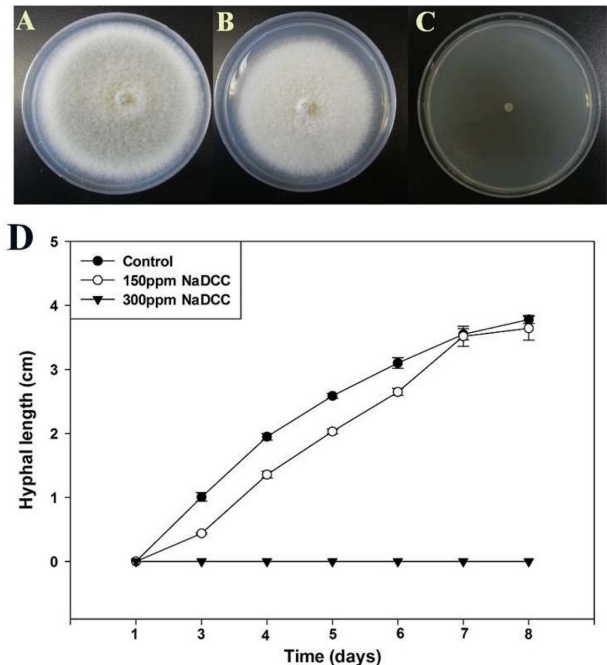 A B C
D
Control
150ppm NaDCC
300ppm NaDCC
5
4
3
2
1
0
Hyphal length (cm)
1 3 4 5 6 7 8
Time (days)